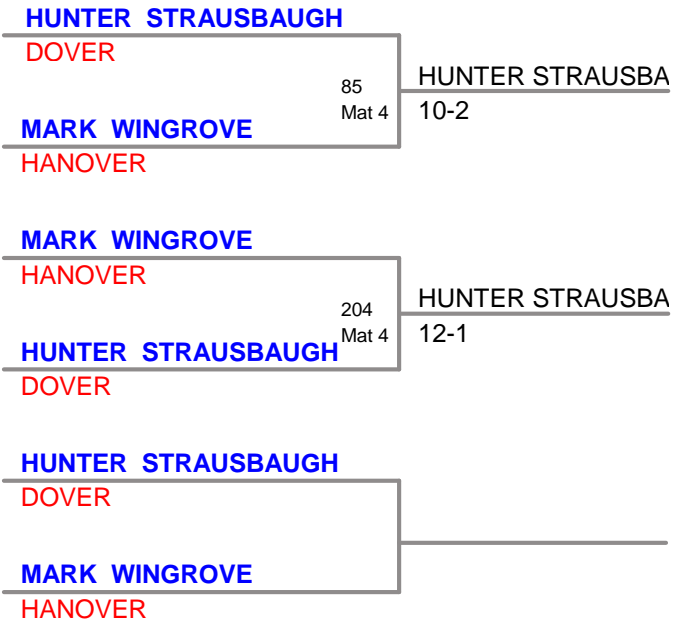 HUNTER STRAUSBAUGH
DOVER
85
HUNTER STRAUSBA
Mat 4
10-2
MARK WINGROVE
HANOVER
MARK WINGROVE
HANOVER
204
HUNTER STRAUSBA
Mat 4
12-1
HUNTER STRAUSBAUGH
DOVER
HUNTER STRAUSBAUGH
DOVER
MARK WINGROVE
HANOVER